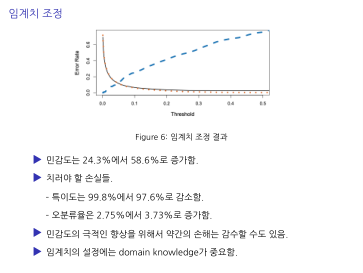 임계치 조정
Error Rate
0.0 0.2 0.4 0.6
0.0 0.1 0.2 0.3 0.4 0.5
Threshold
Figure 6: 임계치 조정 결과
민감도는 24.3%에서 58.6%로 증가함.
치러야 할 손실들.
- 특이도는 99.8%에서 97.6%로 감소함.
- 오분류율은 2.75%에서 3.73%로 증가함.
민감도의 극적인 향상을 위해서 약간의 손해는 감수할 수도 있음.
임계치의 설정에는 domain knowledge가 중요함.